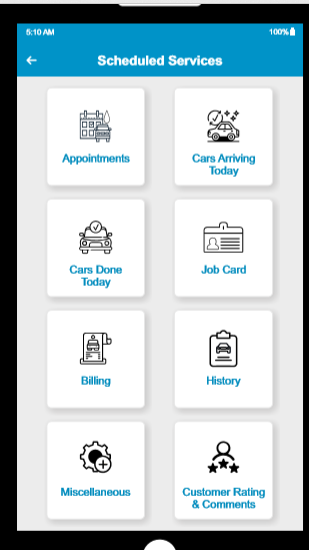 5:10 AM 100%
Scheduled Services
Appointments
Cars Arriving
Today
Cars Done
Today
Job Card
Billing
History
Miscellaneous
Customer Rating
& Comments